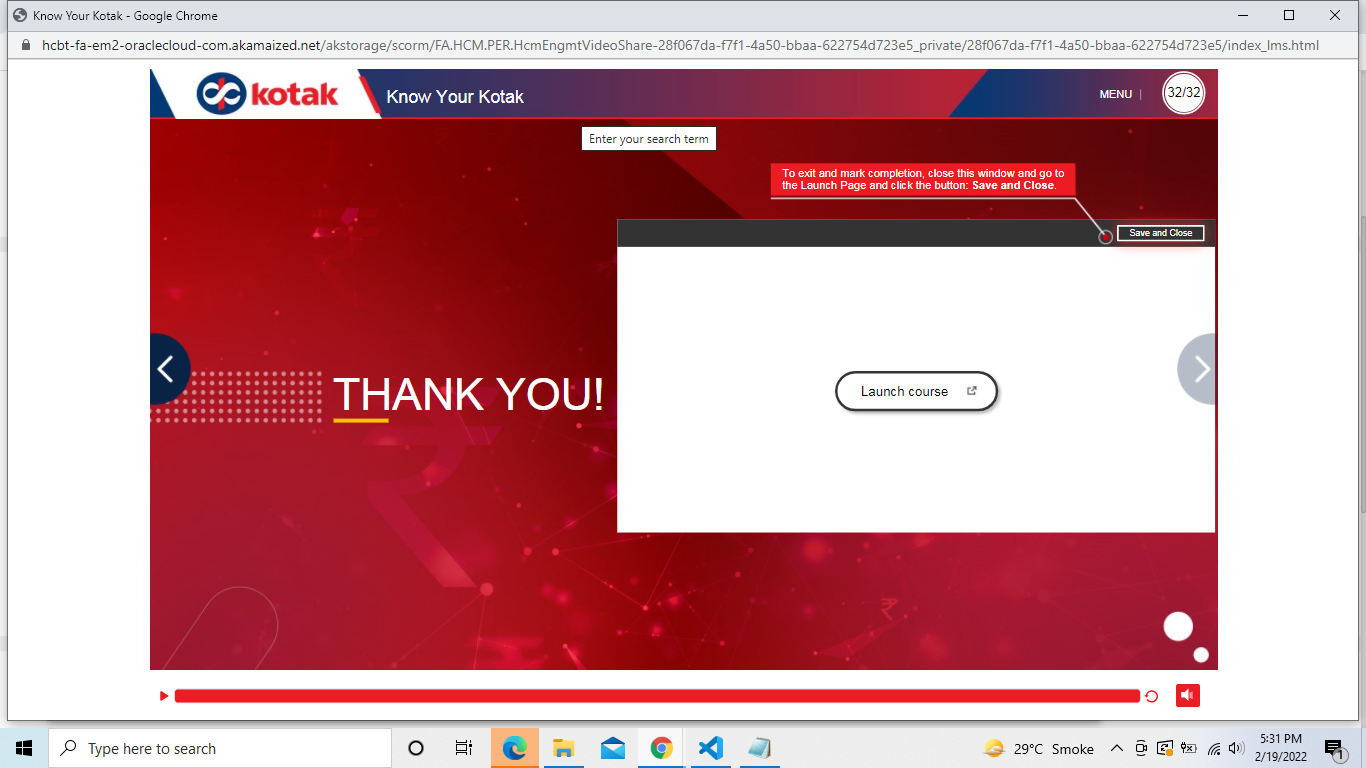 Know Your Kotak - Google Chrome
hcbt-fa-em2-oraclecloud-com.akamaized.net/akstorage/scorm/FA.HCM.PER.HcmEngmtVideoShare-28f067da-f7f1-4a50-bbaa-622754d723e5_private/28f067da-f7f1-4a50-bbaa-622754d723e5/index_lms.html
kotak
Know Your Kotak
MENU |
32/32
Enter your search term
To exit and mark completion, close this window and go to
the Launch Page and click the button: Save and Close.
Save and Close
Launch course
THANK YOU!
Type here to search
29°C Smoke
5:31 PM
2/19/2022
1